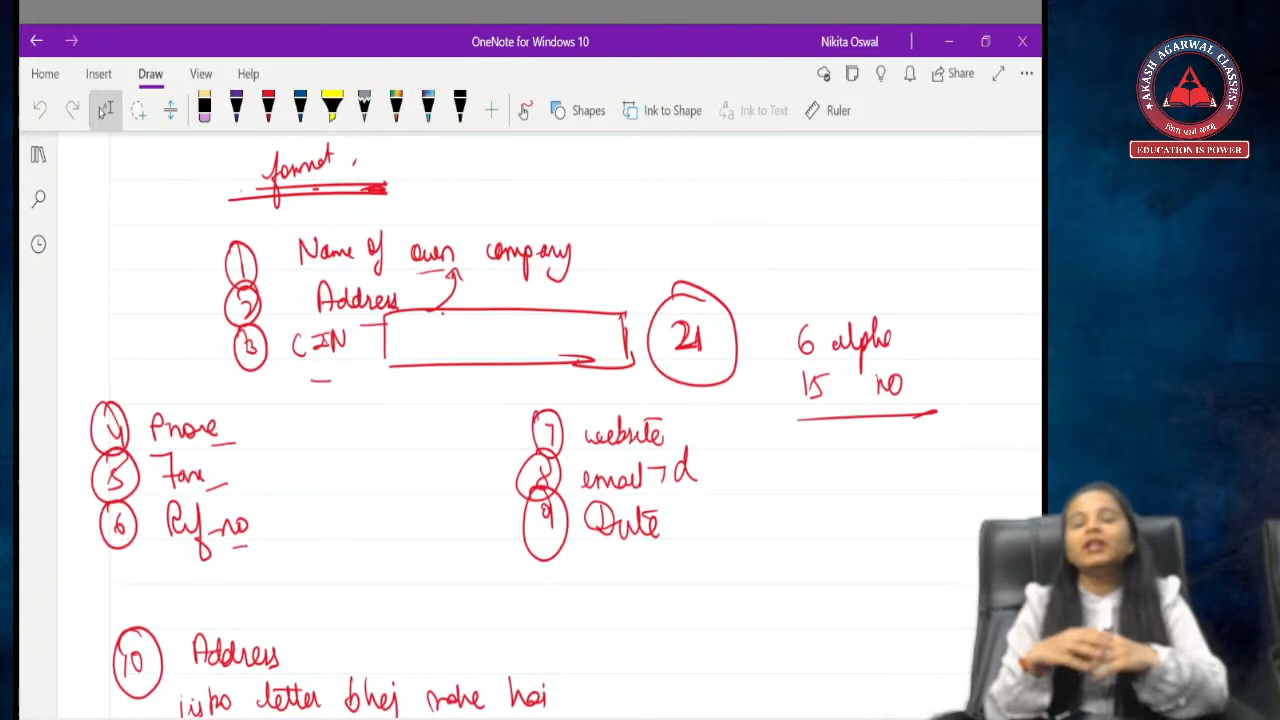 OneNote for Windows 10
Nikita Oswal
Home Insert Draw View Help
Share
Shapes Ink to Shape Ink to Text Ruler
AKASH AGARWAL CLASSES
EDUCATION IS POWER
format
1 Name of own company
2 Address
3 CIN 21
6 alpha
15 no
4 Phone
5 Fax
6 Ref no
7 website
8 email id
9 Date
10 Address
letter bhej rahe hai